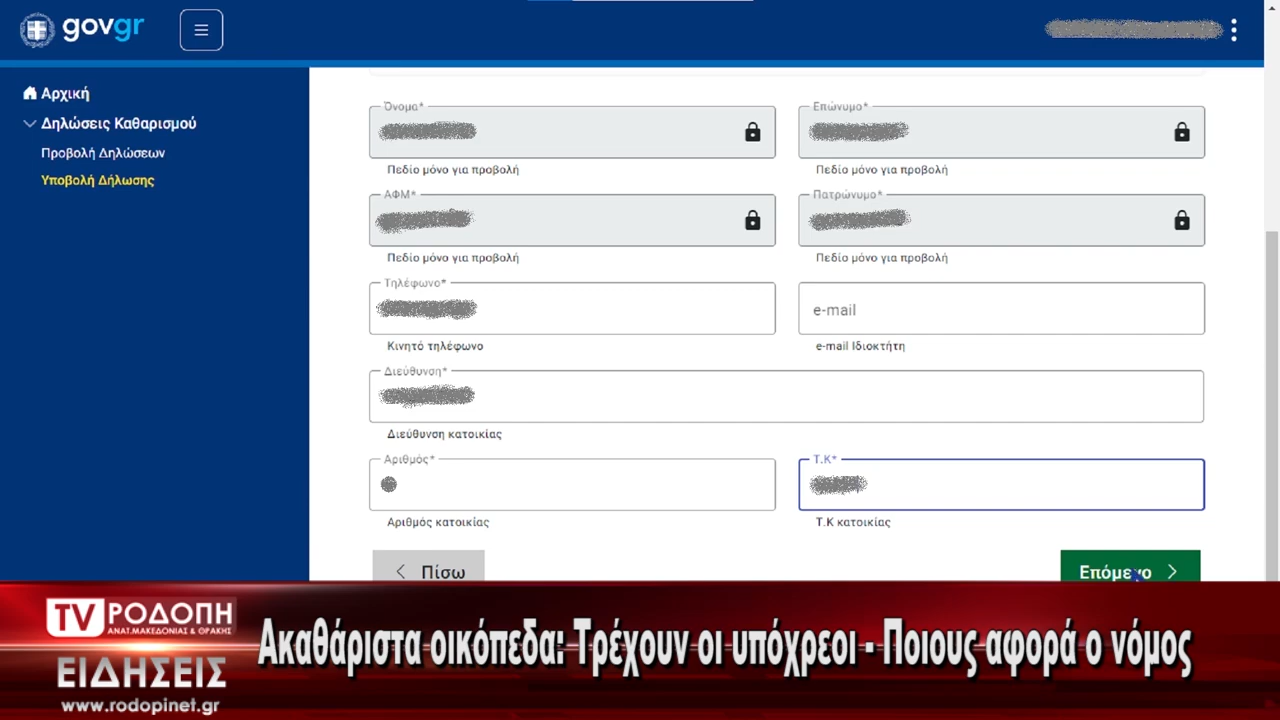 govgr
Αρχική
Δηλώσεις Καθαρισμού
Προβολή Δηλώσεων
Υποβολή Δήλωσης
Όνομα*
Επώνυμο*
Πεδίο μόνο για προβολή
Πεδίο μόνο για προβολή
ΑΦΜ*
Πατρώνυμο*
Πεδίο μόνο για προβολή
Πεδίο μόνο για προβολή
Τηλέφωνο*
e-mail
Κινητό τηλέφωνο
e-mail Ιδιοκτήτη
Διεύθυνση*
Διεύθυνση κατοικίας
Αριθμός*
Τ.Κ*
Αριθμός κατοικίας
Τ.Κ κατοικίας
Πίσω
Επόμενο
TV ΡΟΔΟΠΗ
ΑΝΑΤ.ΜΑΚΕΔΟΝΙΑΣ & ΘΡΑΚΗΣ
ΕΙΔΗΣΕΙΣ
www.rodopinet.gr
Ακαθάριστα οικόπεδα: Τρέχουν οι υπόχρεοι - Ποιους αφορά ο νόμος